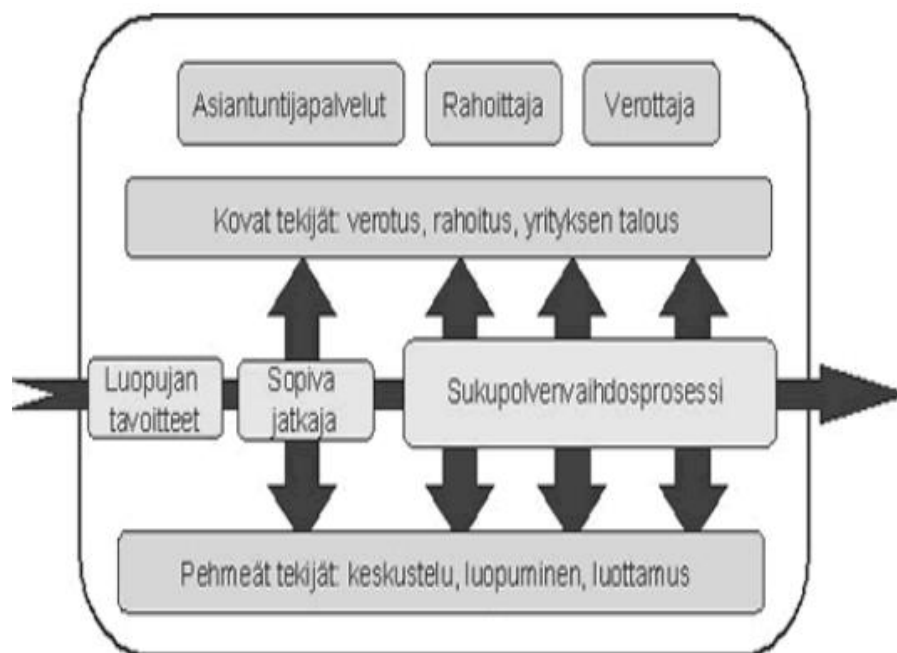 Asiantuntijapalvelut
Rahoittaja
Verottaja
Kovat tekijät: verotus, rahoitus, yrityksen talous
Luopujan
tavoitteet
Sopiva
jatkaja
Sukupolvenvaihdosprosessi
Pehmeät tekijät: keskustelu, luopuminen, luottamus